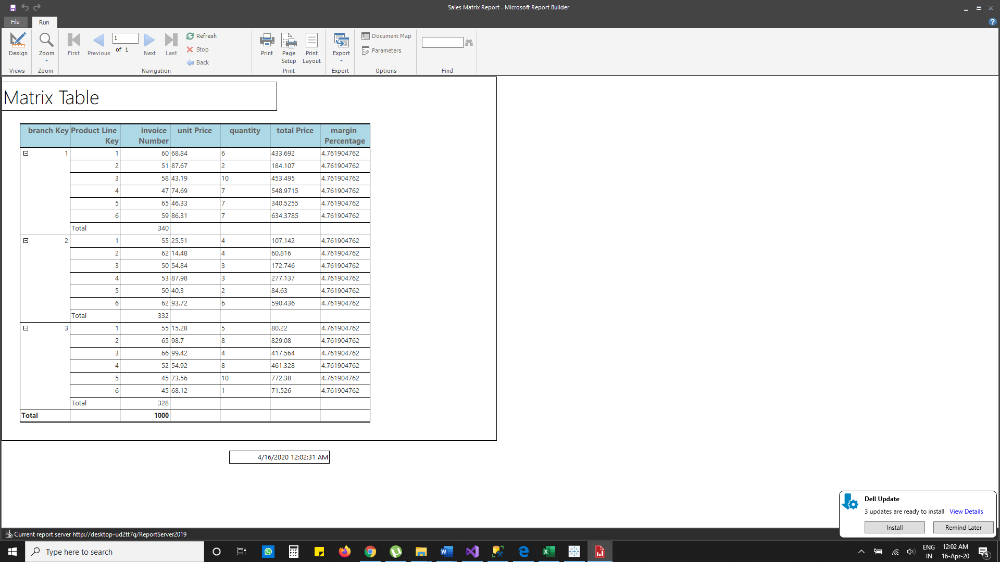 Sales Matrix Report - Microsoft Report Builder
File Run
Design Zoom First Previous 1 of 1 Next Last Refresh Stop Back Print Page Setup Print Layout Export Document Map Parameters
Views Zoom Navigation Print Export Options Find
Matrix Table
branch Key Product Line Key invoice Number unit Price quantity total Price margin Percentage
1 1 60 68.84 6 433.692 4.761904762
2 51 87.67 2 184.107 4.761904762
3 58 43.19 10 453.495 4.761904762
4 47 74.69 7 548.9715 4.761904762
5 65 46.33 7 340.5255 4.761904762
6 59 86.31 7 634.3785 4.761904762
Total 340
2 1 55 25.51 4 107.142 4.761904762
2 62 14.48 4 60.816 4.761904762
3 50 54.84 3 172.746 4.761904762
4 53 87.98 3 277.137 4.761904762
5 50 40.3 2 84.63 4.761904762
6 62 93.72 6 590.436 4.761904762
Total 332
3 1 55 15.28 5 80.22 4.761904762
2 65 98.7 8 829.08 4.761904762
3 66 99.42 4 417.564 4.761904762
4 52 54.92 8 461.328 4.761904762
5 45 73.56 10 772.38 4.761904762
6 45 68.12 1 71.526 4.761904762
Total 328
Total 1000
4/16/2020 12:02:31 AM
Dell Update
3 updates are ready to install View Details
Install Remind Later
Current report server http://desktop-ud2tt7q/ReportServer2019
Type here to search
ENG IN
12:02 AM
16-Apr-20
5